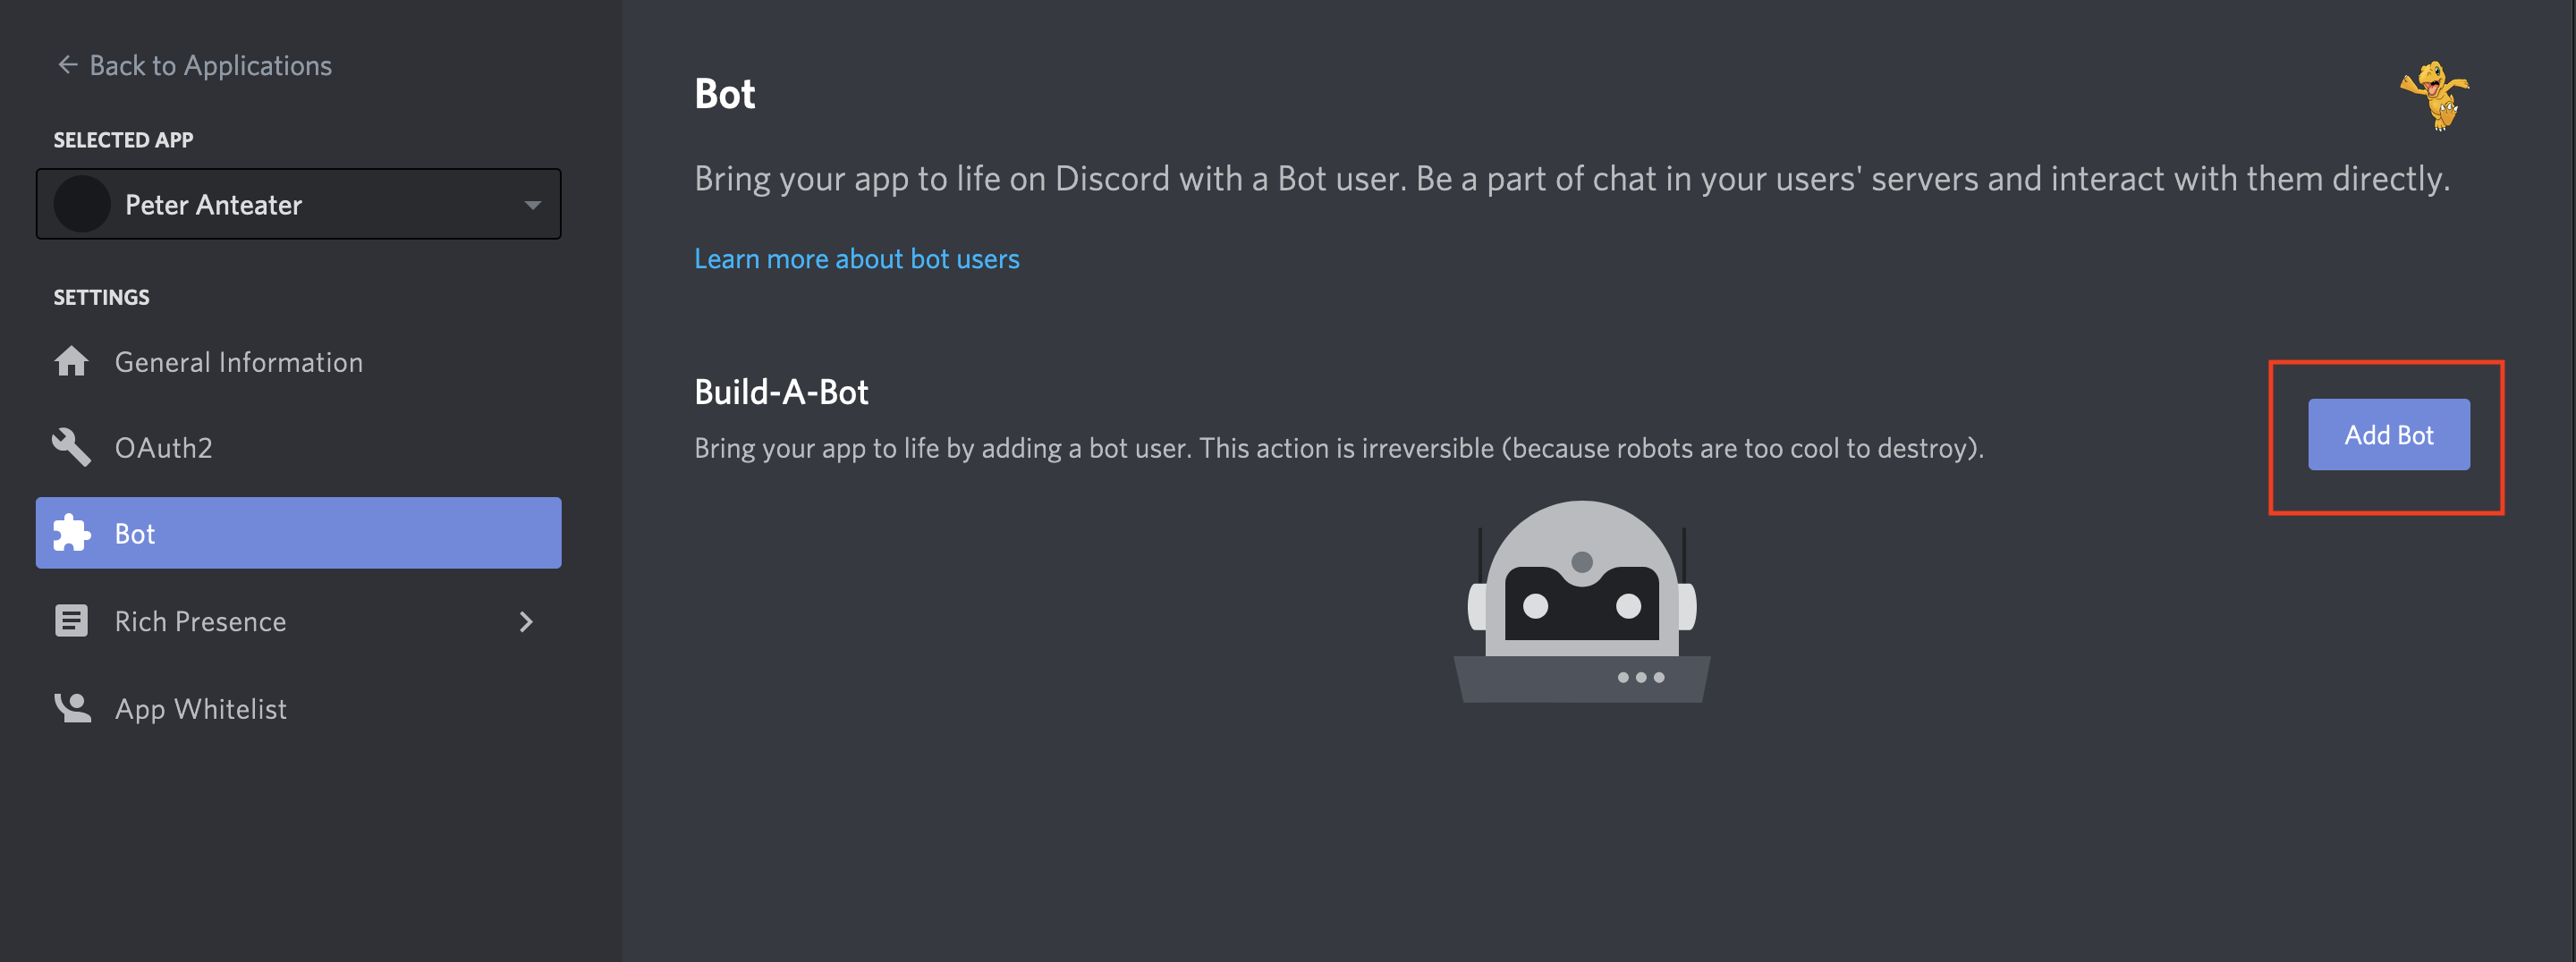 Back to Applications
SELECTED APP
Peter Anteater
SETTINGS
General Information
OAuth2
Bot
Rich Presence
App Whitelist
Bot
Bring your app to life on Discord with a Bot user. Be a part of chat in your users' servers and interact with them directly.
Learn more about bot users
Build-A-Bot
Bring your app to life by adding a bot user. This action is irreversible (because robots are too cool to destroy).
Add Bot